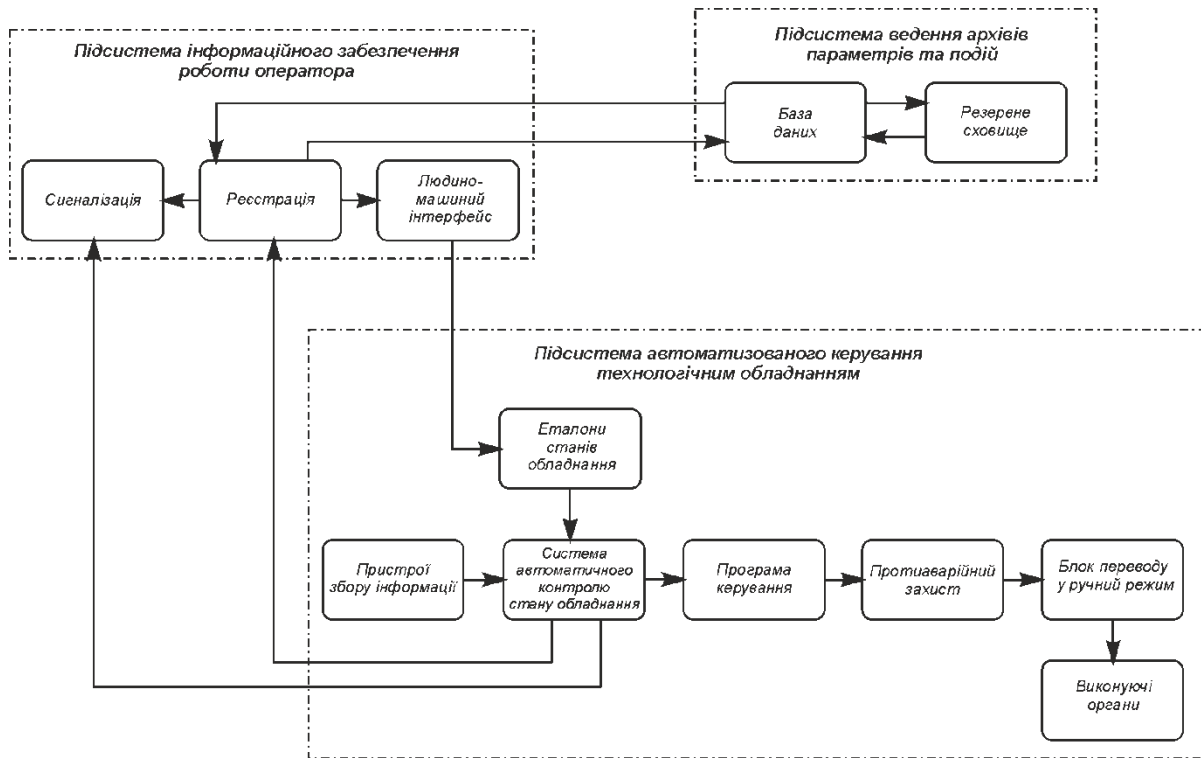 Підсистема інформаційного забезпечення
роботи оператора
Підсистема ведення архівів
параметрів та подій
База
даних
Резерене
сховище
Сигналізація
Реєстрація
Людино-
машиний
інтерфейс
Підсистема автоматизованого керування
технологічним обладнанням
Еталони
станів
обладнання
Пристрої
збору інформації
Система
автоматичного
контролю
стану обладнання
Програма
керування
Протиаварійний
захист
Блок переводу
у ручний режим
Виконуючі
органи